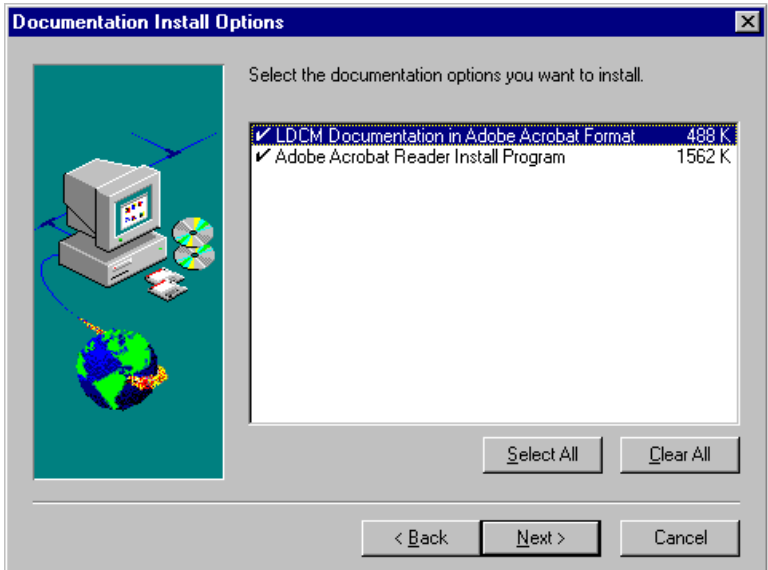 Documentation Install Options
Select the documentation options you want to install.
✔ LDCM Documentation in Adobe Acrobat Format 488 K
✔ Adobe Acrobat Reader Install Program 1562 K
Select All Clear All
< Back Next > Cancel